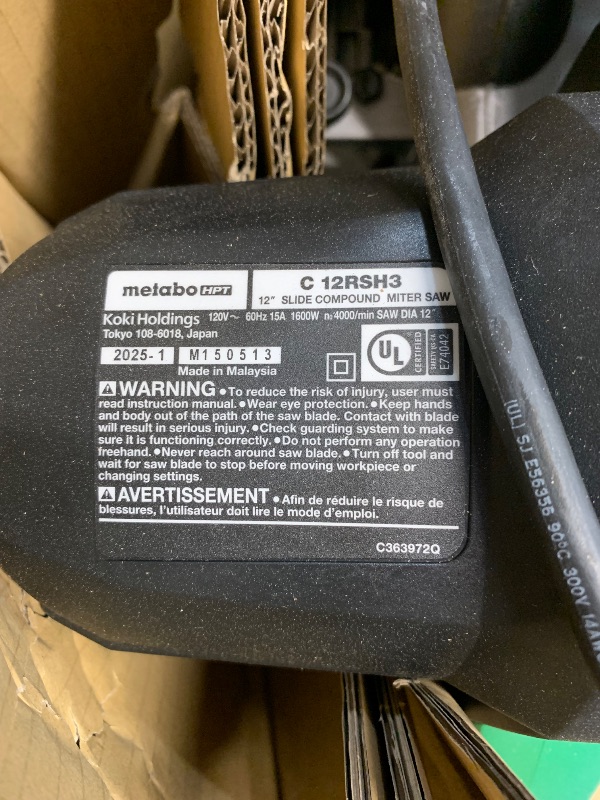 metabo HPT
C 12RSH3
12" SLIDE COMPOUND MITER SAW
Koki Holdings 120V~ 60Hz 15A 1600W n₀4000/min SAW DIA 12"
Tokyo 108-6018, Japan
2025-1 M150513
Made in Malaysia
UL CERTIFIED
E74042
⚠WARNING •To reduce the risk of injury, user must
read instruction manual. •Wear eye protection. •Keep hands
and body out of the path of the saw blade. Contact with blade
will result in serious injury. •Check guarding system to make
sure it is functioning correctly. •Do not perform any operation
freehand. •Never reach around saw blade. •Turn off tool and
wait for saw blade to stop before moving workpiece or
changing settings.
⚠AVERTISSEMENT •Afin de réduire le risque de
blessures, l'utilisateur doit lire le mode d'emploi.
C363972Q
(UL) SJ E56356 90°C 300V 14AW